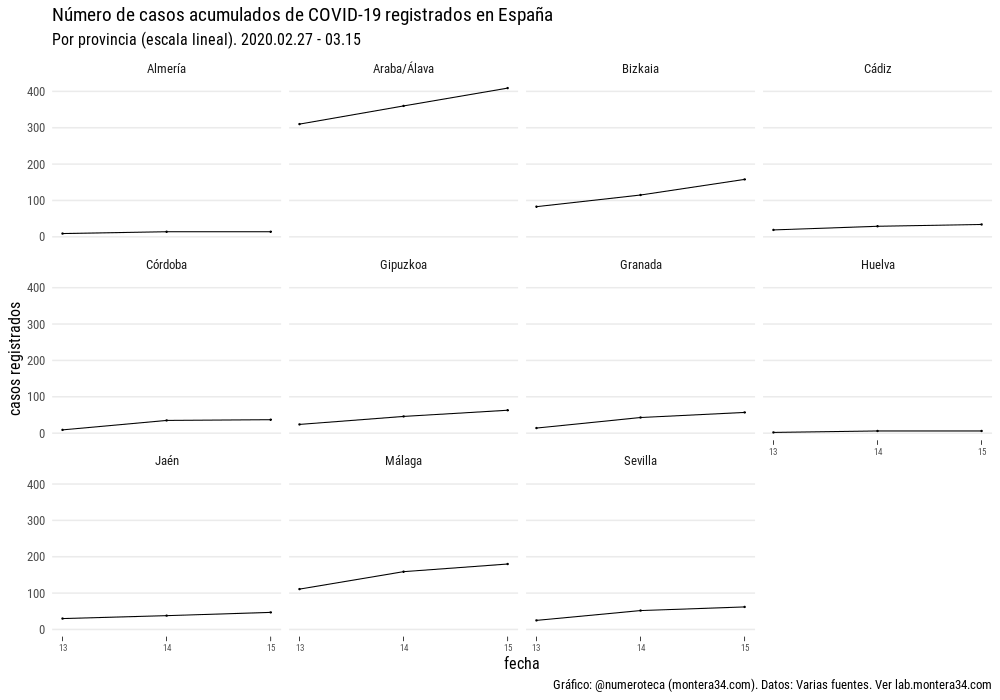 Número de casos acumulados de COVID-19 registrados en España
Por provincia (escala lineal). 2020.02.27 - 03.15
Almería
Araba/Álava
Bizkaia
Cádiz
400
300
200
100
0
Córdoba
Gipuzkoa
Granada
Huelva
400
300
200
100
0
13 14 15
Jaén
Málaga
Sevilla
400
300
200
100
0
13 14 15
13 14 15
13 14 15
casos registrados
fecha
Gráfico: @numeroteca (montera34.com). Datos: Varias fuentes. Ver lab.montera34.com